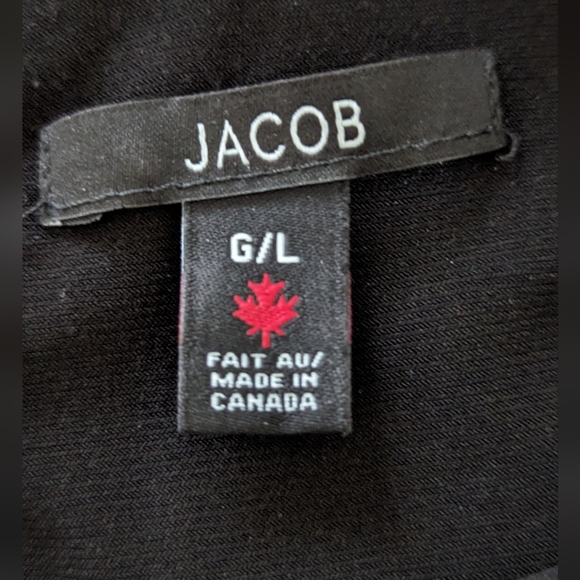 JACOB
G/L
FAIT AU/
MADE IN
CANADA